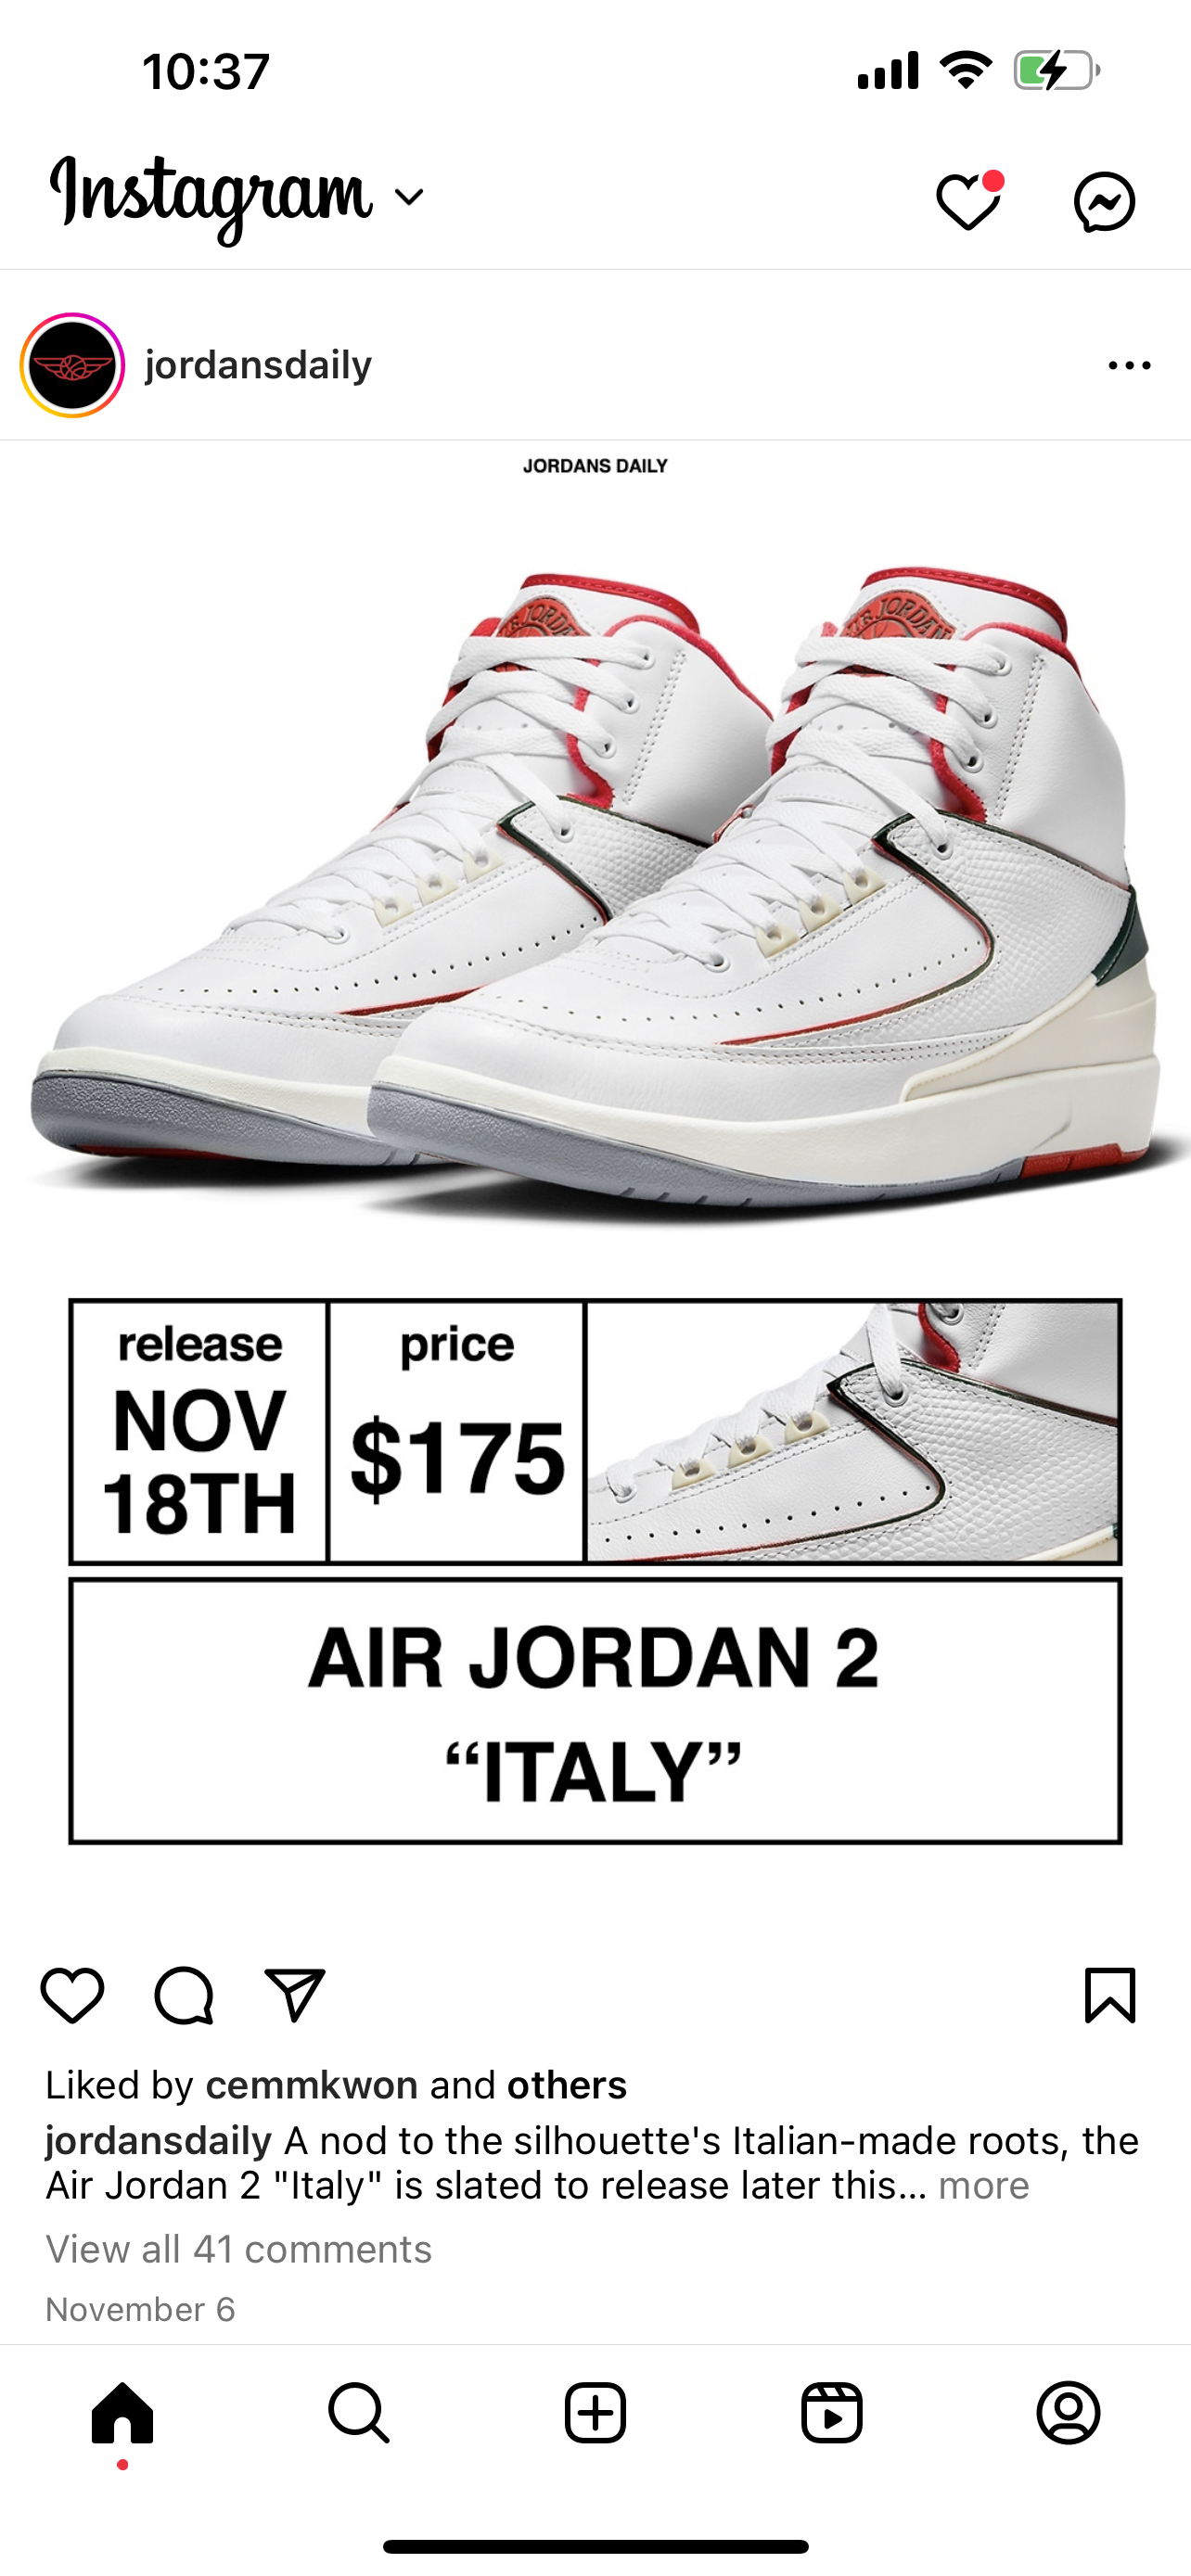 10:37
Instagram
jordansdaily
JORDANS DAILY
AIR JORDAN
release
NOV
18TH
price
$175
AIR JORDAN 2
“ITALY”
Liked by cemmkwon and others
jordansdaily A nod to the silhouette's Italian-made roots, the
Air Jordan 2 "Italy" is slated to release later this... more
View all 41 comments
November 6